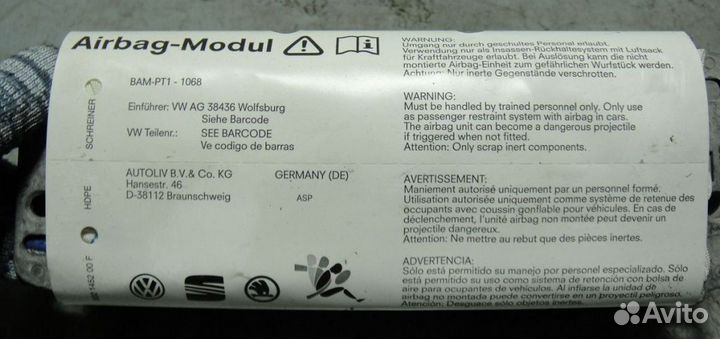 Airbag-Modul
BAM-PT1 - 1068
Einführer: VW AG 38436 Wolfsburg
Siehe Barcode
VW Teilenr.: SEE BARCODE
Ve codigo de barras
AUTOLIV B.V.& Co. KG GERMANY (DE)
Hansestr. 46
D-38112 Braunschweig ASP
SCHREINER
HDPE
1452 00 F
WARNUNG:
Umgang nur durch geschultes Personal erlaubt.
Verwendung nur als Insassen-Rückhaltesystem mit Luftsack
für Kraftfahrzeuge erlaubt. Bei Auslösung kann die nicht
montierte Airbag-Einheit zum gefährlichen Wurfstück werden.
Achtung: Nur inerte Gegenstände verschrotten.
WARNING:
Must be handled by trained personnel only. Only use
as passenger restraint system with airbag in cars.
The airbag unit can become a dangerous projectile
if triggered when not fitted.
Attention: Only scrap inert components.
AVERTISSEMENT:
Maniement autorisé uniquement par un personnel formé.
Utilisation autorisée uniquement comme système de retenue des
occupants avec coussin gonflable pour véhicules. En cas de
déclenchement, l'unité airbag non montée peut devenir un
projectile dangereux.
Attention: Ne mettre au rebut que des pièces inertes.
ADVERTENCIA:
Sólo está permitido su manejo por personal especializado. Sólo
está permitido su uso como sistema de retención con bolsa de
aire para ocupantes de vehículos. Al inflarse la unidad de
airbag no montada puede convertirse en un proyectil peligroso.
Atención: Desguace sólo objetos inertes.
Avito